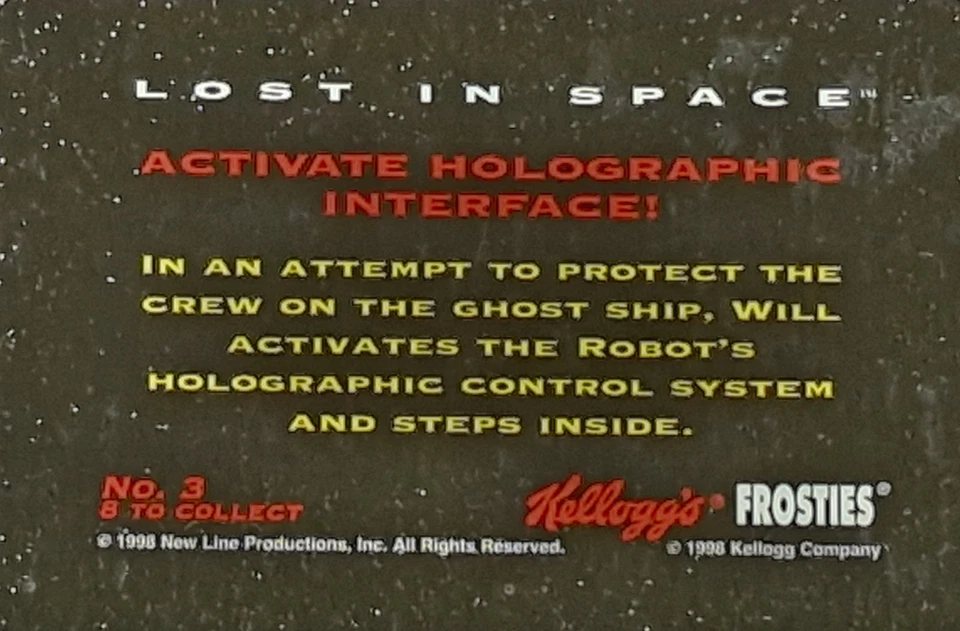 LOST IN SPACE™
ACTIVATE HOLOGRAPHIC
INTERFACE!
IN AN ATTEMPT TO PROTECT THE
CREW ON THE GHOST SHIP, WILL
ACTIVATES THE ROBOT'S
HOLOGRAPHIC CONTROL SYSTEM
AND STEPS INSIDE.
No. 3
8 TO COLLECT
Kellogg's® FROSTIES®
© 1998 New Line Productions, Inc. All Rights Reserved.
© 1998 Kellogg Company